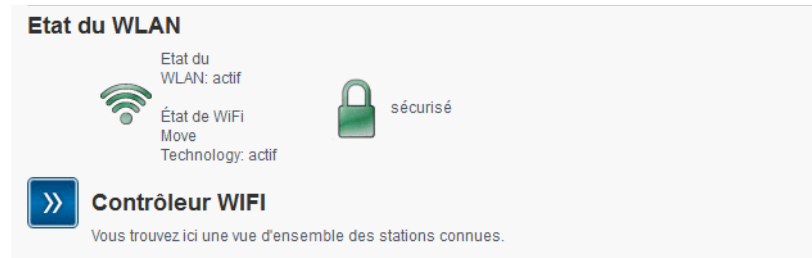 Etat du WLAN
Etat du
WLAN: actif
État de WiFi
Move
Technology: actif
sécurisé
Contrôleur WIFI
Vous trouvez ici une vue d'ensemble des stations connues.